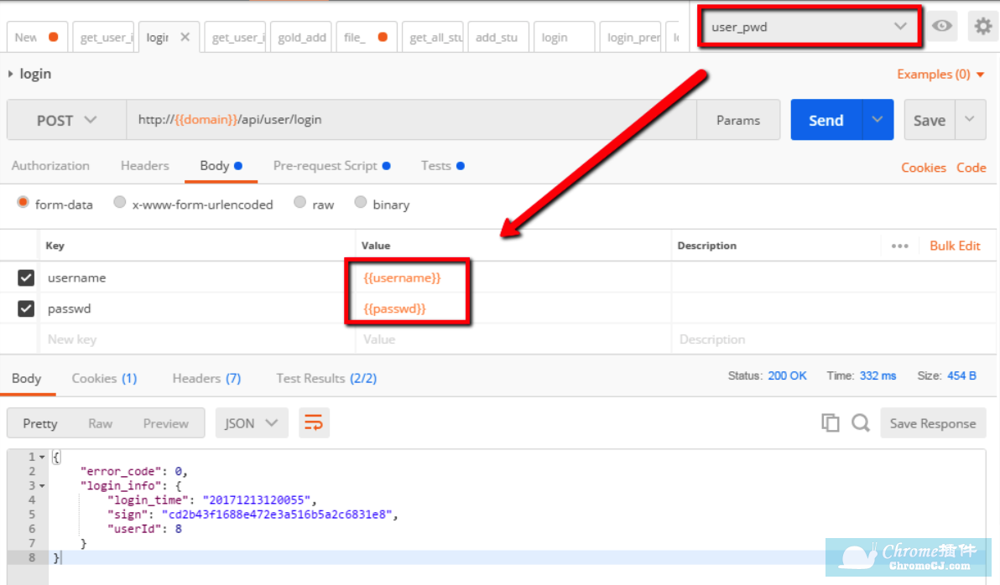 New get_user_i login get_user_i gold_add file_ get_all_stu add_stu login login_prer user_pwd
login Examples (0)
POST http://{{domain}}/api/user/login Params Send Save
Authorization Headers Body Pre-request Script Tests Cookies Code
form-data x-www-form-urlencoded raw binary
Key Value Description Bulk Edit
username {{username}}
passwd {{passwd}}
New key Value Description
Body Cookies (1) Headers (7) Test Results (2/2) Status: 200 OK Time: 332 ms Size: 454 B
Pretty Raw Preview JSON Save Response
1 {
2 "error_code": 0,
3 "login_info": {
4 "login_time": "20171213120055",
5 "sign": "cd2b43f1688e472e3a516b5a2c6831e8",
6 "userId": 8
7 }
8 }
Chrome插件
ChromeCJ.com